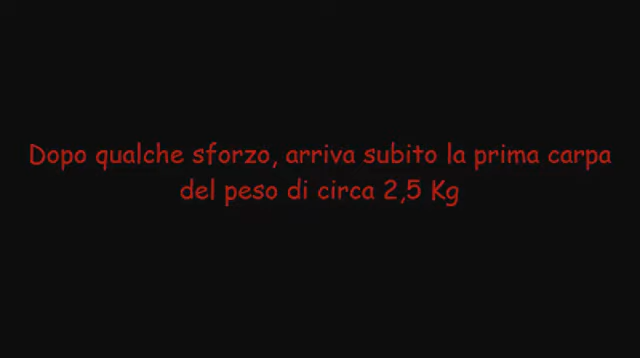 Dopo qualche sforzo, arriva subito la prima carpa
del peso di circa 2,5 Kg